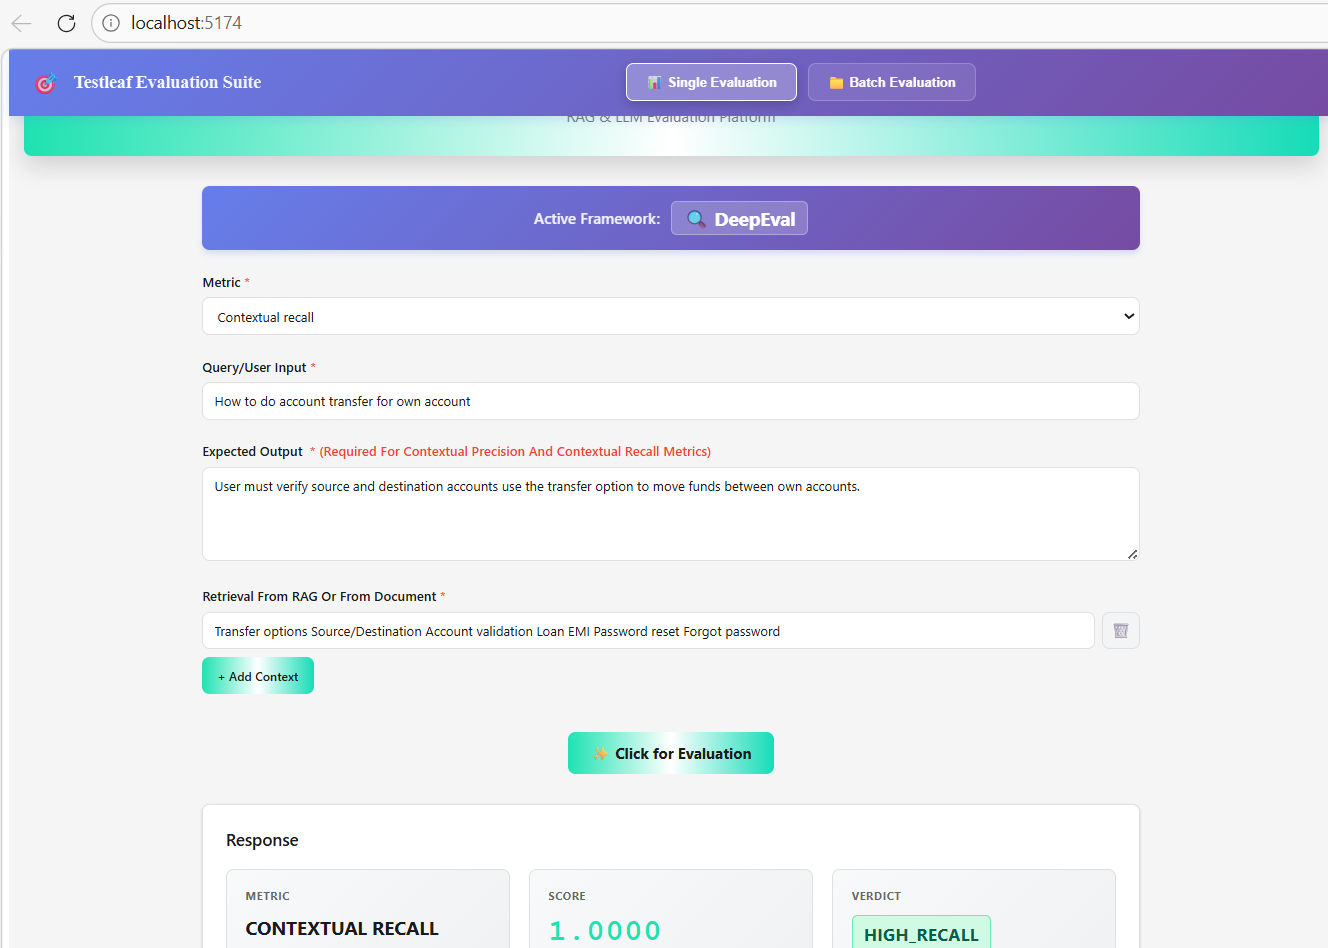 localhost:5174
Testleaf Evaluation Suite
Single Evaluation
Batch Evaluation
RAG & LLM Evaluation Platform
Active Framework:
DeepEval
Metric *
Contextual recall
Query/User Input *
How to do account transfer for own account
Expected Output * (Required For Contextual Precision And Contextual Recall Metrics)
User must verify source and destination accounts use the transfer option to move funds between own accounts.
Retrieval From RAG Or From Document *
Transfer options Source/Destination Account validation Loan EMI Password reset Forgot password
+ Add Context
Click for Evaluation
Response
METRIC
CONTEXTUAL RECALL
SCORE
1.0000
VERDICT
HIGH_RECALL